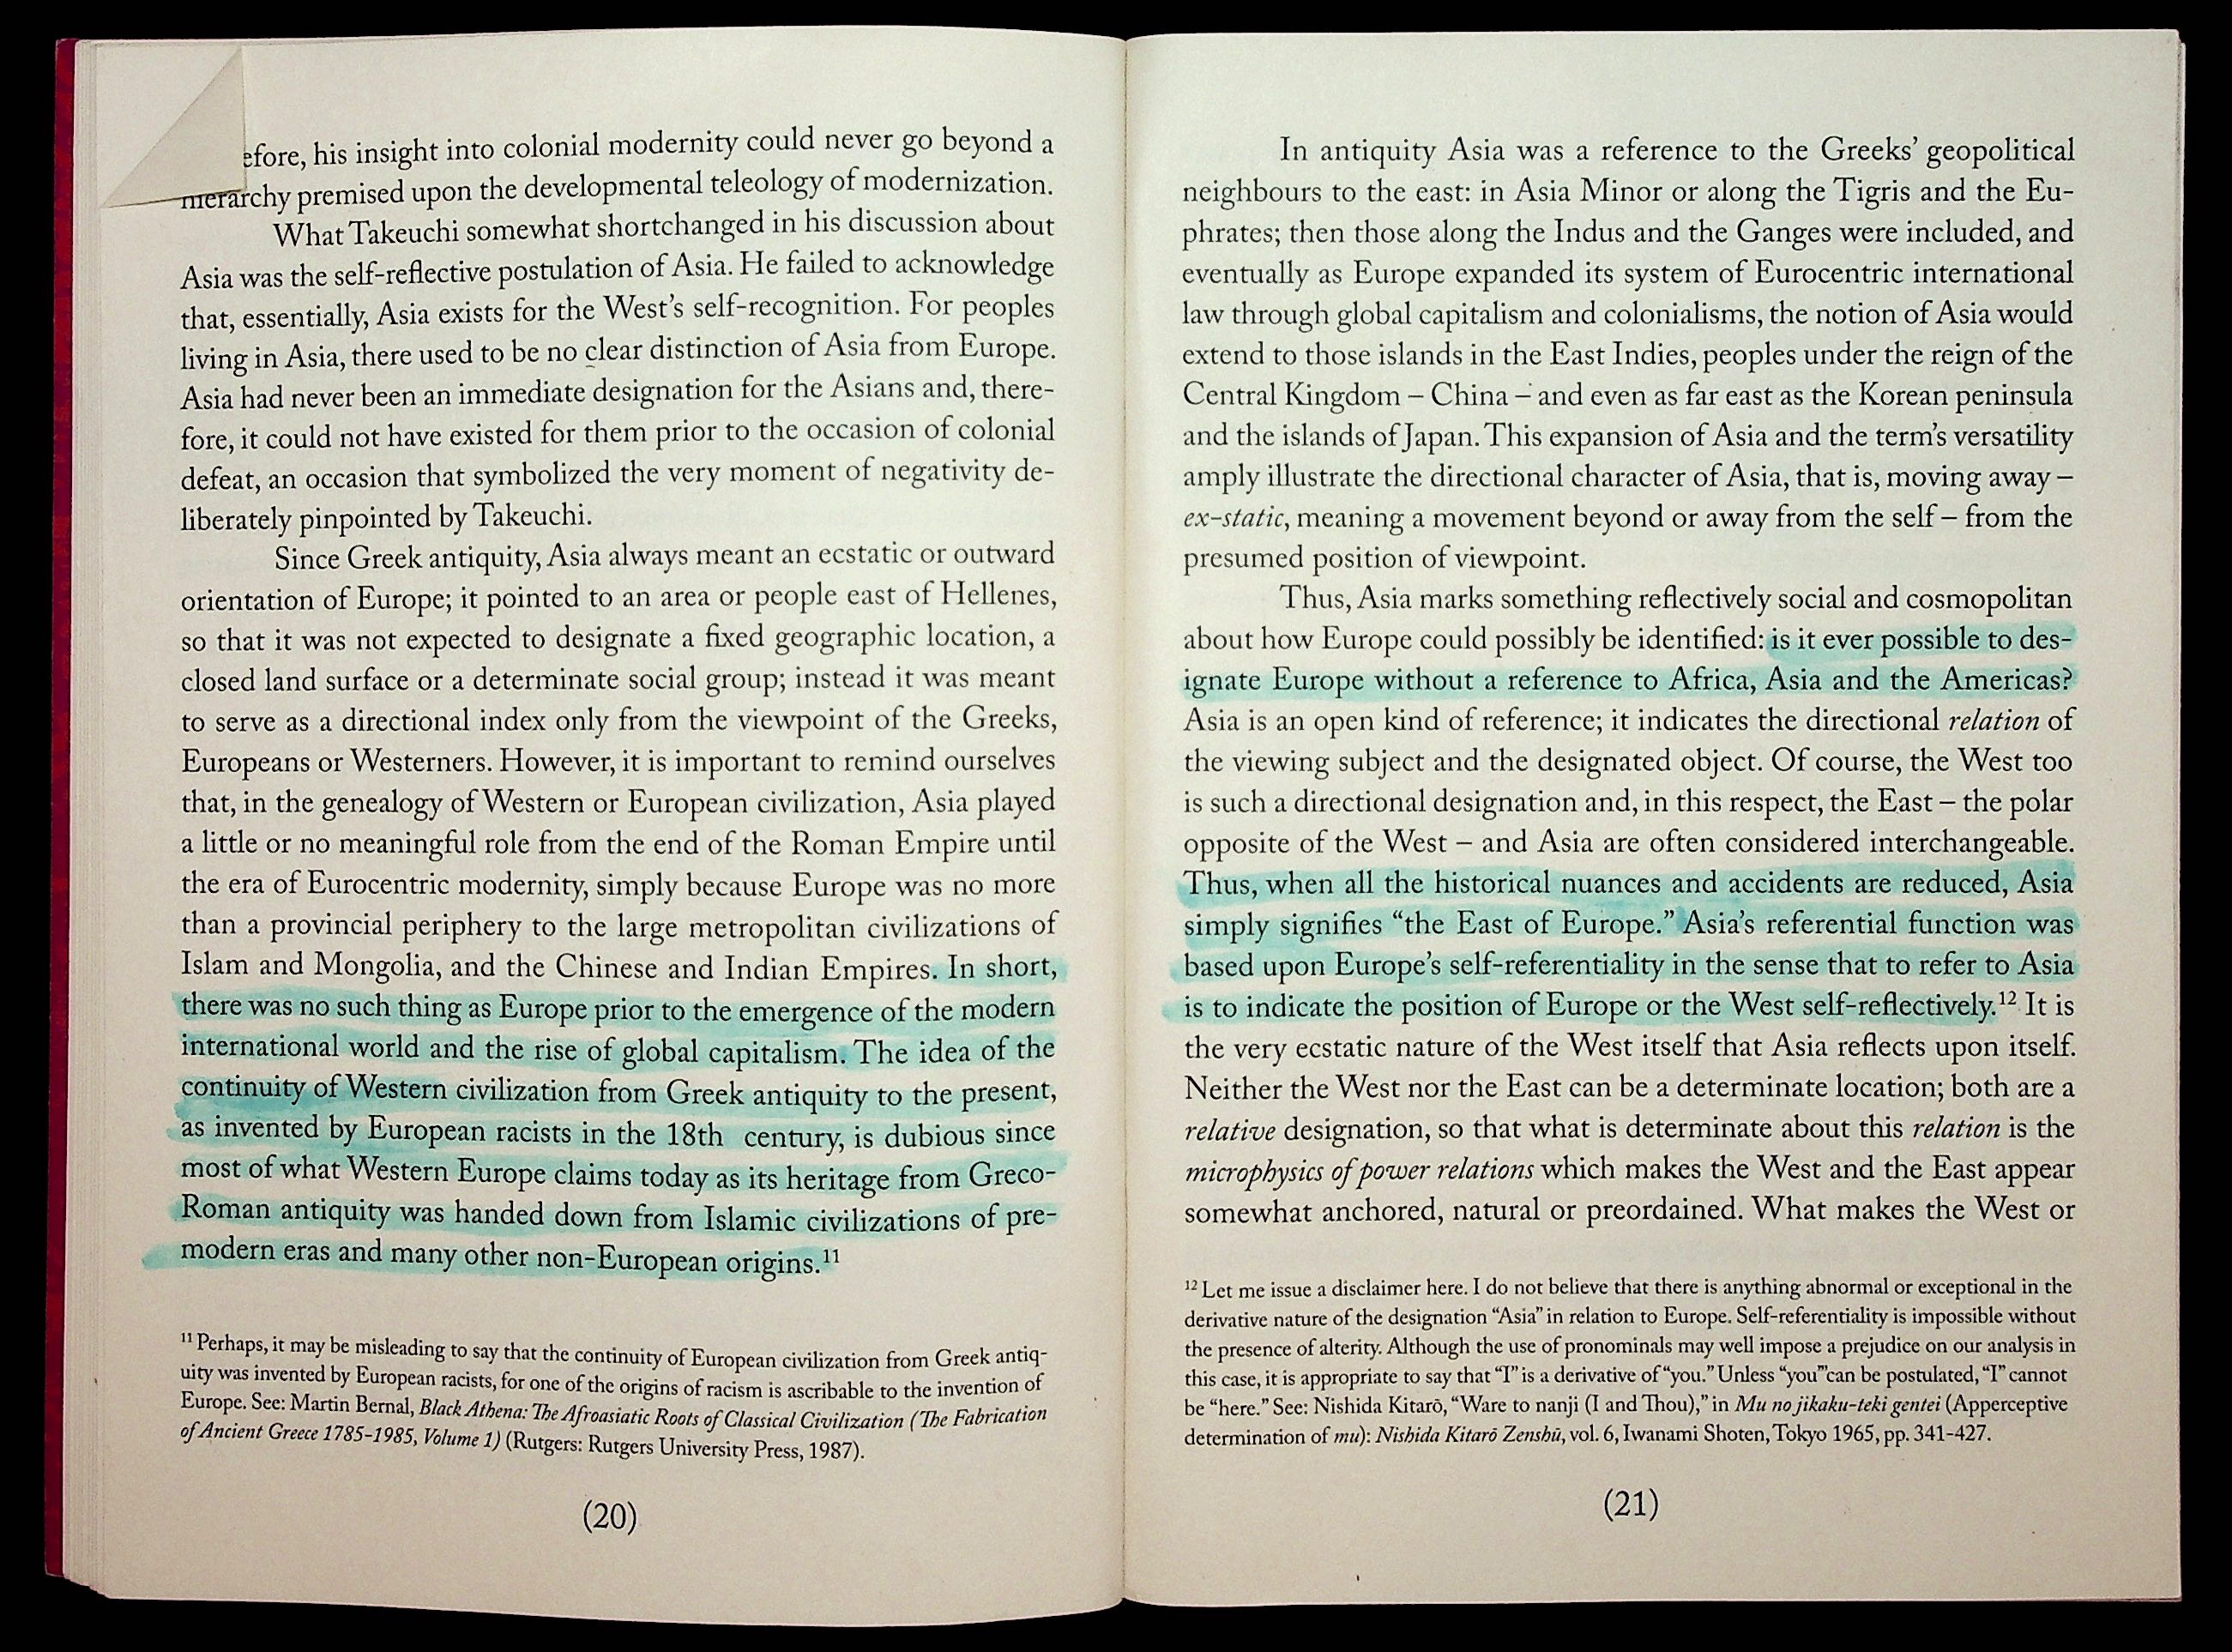 efore, his insight into colonial modernity could never go beyond a
hierarchy premised upon the developmental teleology of modernization.
What Takeuchi somewhat shortchanged in his discussion about
Asia was the self-reflective postulation of Asia. He failed to acknowledge
that, essentially, Asia exists for the West's self-recognition. For peoples
living in Asia, there used to be no clear distinction of Asia from Europe.
Asia had never been an immediate designation for the Asians and, there-
fore, it could not have existed for them prior to the occasion of colonial
defeat, an occasion that symbolized the very moment of negativity de-
liberately pinpointed by Takeuchi.
Since Greek antiquity, Asia always meant an ecstatic or outward
orientation of Europe; it pointed to an area or people east of Hellenes,
so that it was not expected to designate a fixed geographic location, a
closed land surface or a determinate social group; instead it was meant
to serve as a directional index only from the viewpoint of the Greeks,
Europeans or Westerners. However, it is important to remind ourselves
that, in the genealogy of Western or European civilization, Asia played
a little or no meaningful role from the end of the Roman Empire until
the era of Eurocentric modernity, simply because Europe was no more
than a provincial periphery to the large metropolitan civilizations of
Islam and Mongolia, and the Chinese and Indian Empires. In short,
there was no such thing as Europe prior to the emergence of the modern
international world and the rise of global capitalism. The idea of the
continuity of Western civilization from Greek antiquity to the present,
as invented by European racists in the 18th century, is dubious since
most of what Western Europe claims today as its heritage from Greco-
Roman antiquity was handed down from Islamic civilizations of pre-
modern eras and many other non-European origins.¹¹
¹¹ Perhaps, it may be misleading to say that the continuity of European civilization from Greek antiq-
uity was invented by European racists, for one of the origins of racism is ascribable to the invention of
Europe. See: Martin Bernal, Black Athena: The Afroasiatic Roots of Classical Civilization (The Fabrication
of Ancient Greece 1785-1985, Volume 1) (Rutgers: Rutgers University Press, 1987).
(20)
In antiquity Asia was a reference to the Greeks' geopolitical
neighbours to the east: in Asia Minor or along the Tigris and the Eu-
phrates; then those along the Indus and the Ganges were included, and
eventually as Europe expanded its system of Eurocentric international
law through global capitalism and colonialisms, the notion of Asia would
extend to those islands in the East Indies, peoples under the reign of the
Central Kingdom – China – and even as far east as the Korean peninsula
and the islands of Japan. This expansion of Asia and the term's versatility
amply illustrate the directional character of Asia, that is, moving away –
ex-static, meaning a movement beyond or away from the self – from the
presumed position of viewpoint.
Thus, Asia marks something reflectively social and cosmopolitan
about how Europe could possibly be identified: is it ever possible to des-
ignate Europe without a reference to Africa, Asia and the Americas?
Asia is an open kind of reference; it indicates the directional relation of
the viewing subject and the designated object. Of course, the West too
is such a directional designation and, in this respect, the East – the polar
opposite of the West – and Asia are often considered interchangeable.
Thus, when all the historical nuances and accidents are reduced, Asia
simply signifies “the East of Europe.” Asia's referential function was
based upon Europe's self-referentiality in the sense that to refer to Asia
is to indicate the position of Europe or the West self-reflectively.¹² It is
the very ecstatic nature of the West itself that Asia reflects upon itself.
Neither the West nor the East can be a determinate location; both are a
relative designation, so that what is determinate about this relation is the
microphysics of power relations which makes the West and the East appear
somewhat anchored, natural or preordained. What makes the West or
¹² Let me issue a disclaimer here. I do not believe that there is anything abnormal or exceptional in the
derivative nature of the designation “Asia” in relation to Europe. Self-referentiality is impossible without
the presence of alterity. Although the use of pronominals may well impose a prejudice on our analysis in
this case, it is appropriate to say that “I” is a derivative of “you.” Unless “you” can be postulated, “I” cannot
be “here.” See: Nishida Kitarō, “Ware to nanji (I and Thou),” in Mu no jikaku-teki gentei (Apperceptive
determination of mu): Nishida Kitarō Zenshū, vol. 6, Iwanami Shoten, Tokyo 1965, pp. 341-427.
(21)